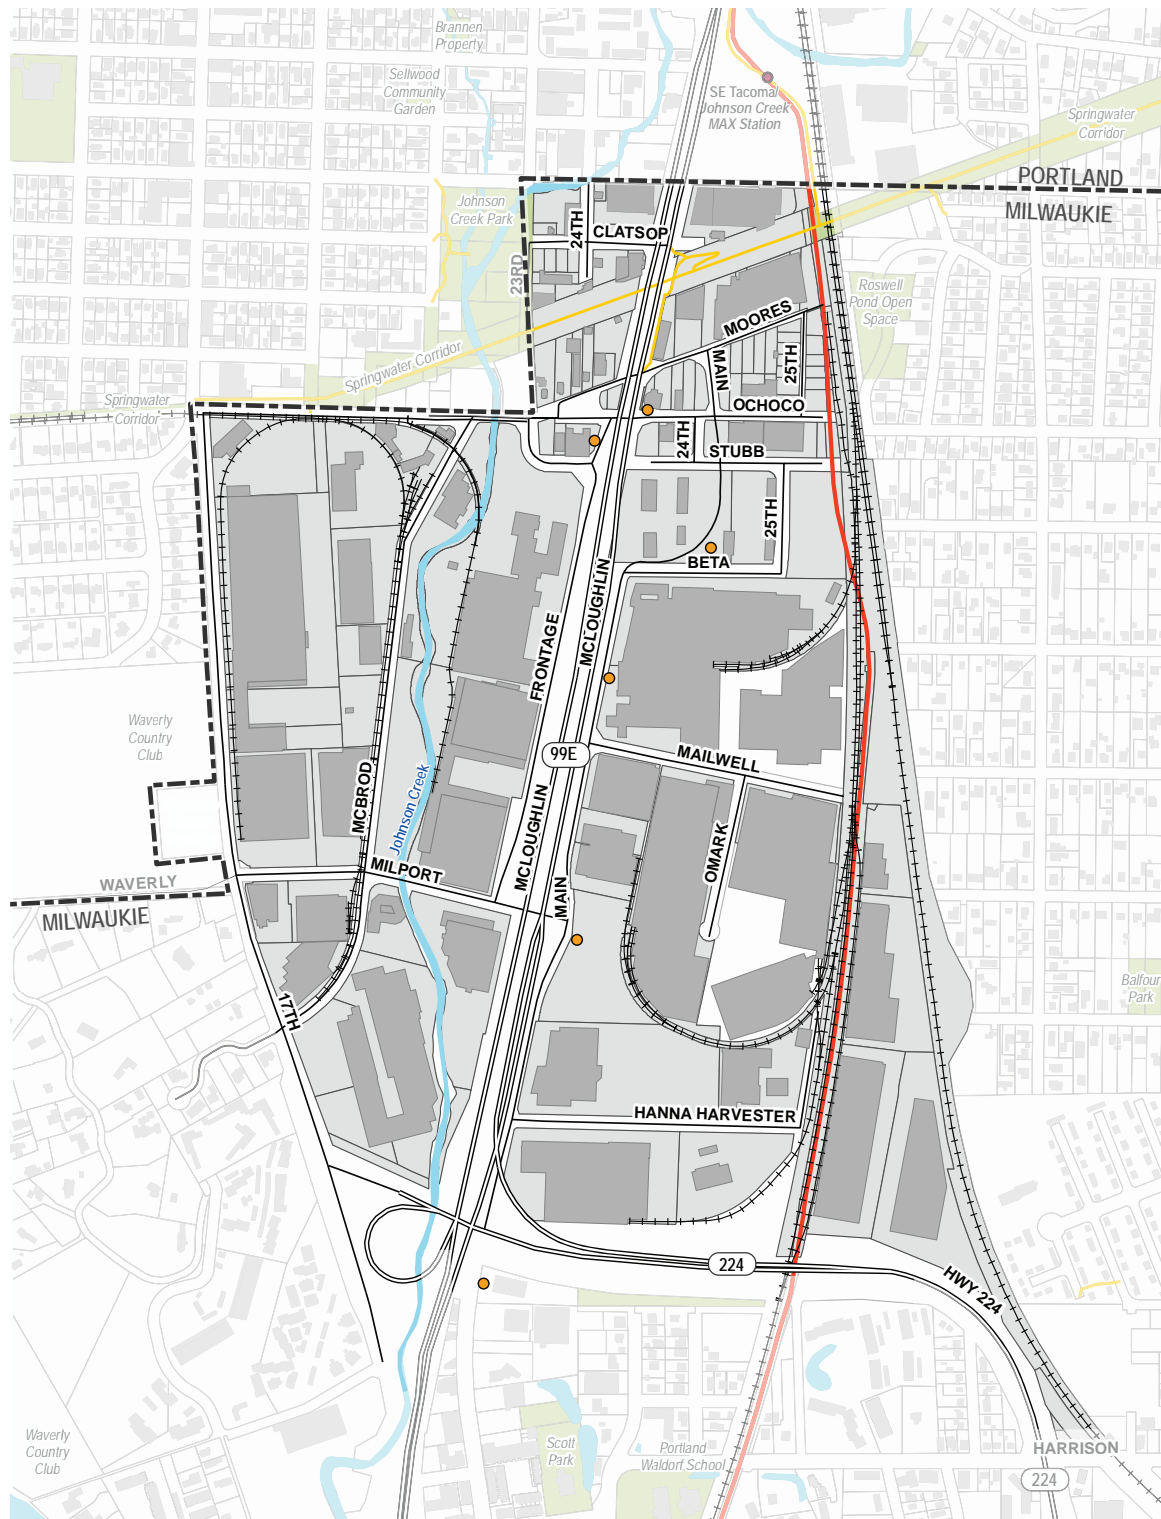 Brannen
Property
Sellwood
Community
Garden
SE Tacoma/
Johnson Creek
MAX Station
Springwater
Corridor
PORTLAND
MILWAUKIE
Johnson
Creek Park
24TH
CLATSOP
23RD
Roswell
Pond Open
Space
MOORES
Springwater Corridor
MAIN
25TH
Springwater
Corridor
OCHOCO
24TH
STUBB
25TH
BETA
MCLOUGHLIN
FRONTAGE
Waverly
Country
Club
99E
MAILWELL
MCBROD
Johnson Creek
MCLOUGHLIN
OMARK
MILPORT
WAVERLY
MAIN
MILWAUKIE
Balfour
Park
17TH
HANNA HARVESTER
224
HWY 224
Waverly
Country
Club
Scott
Park
Portland
Waldorf School
HARRISON
224